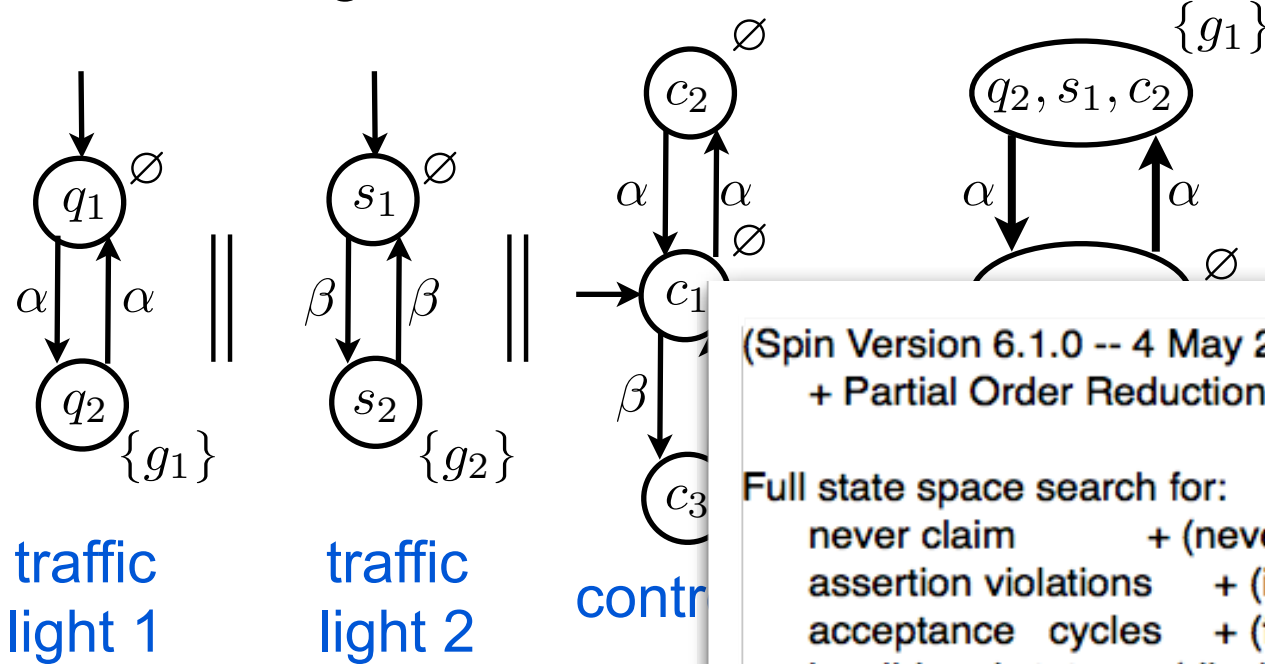 ∅
{g₁}
c₂
q₂, s₁, c₂
∅
∅
q₁
s₁
α
α
α
α
∅
∅
α
α
β
β
c₁
(Spin Version 6.1.0 -- 4 May
+ Partial Order Reduction
β
q₂
s₂
{g₁}
{g₂}
c₃
Full state space search for:
never claim + (
assertion violations + (
acceptance cycles + (
traffic
light 1
traffic
light 2